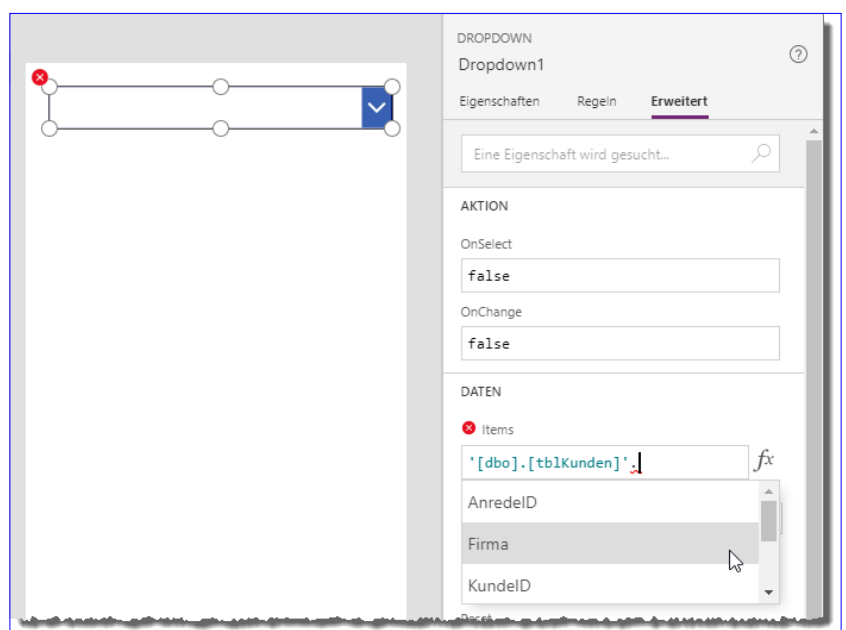 DROPDOWN
Dropdown1
?
Eigenschaften Regeln Erweitert
Eine Eigenschaft wird gesucht...
AKTION
OnSelect
false
OnChange
false
DATEN
Items
'[dbo].[tblKunden]'.
fx
AnredeID
Firma
KundeID